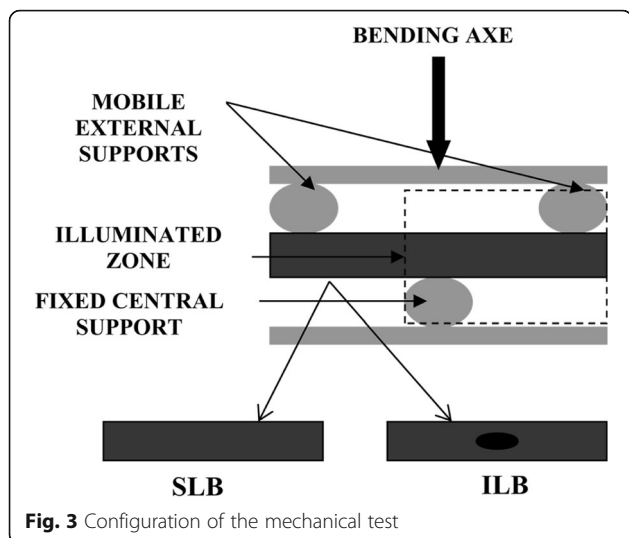 BENDING AXE
MOBILE
EXTERNAL
SUPPORTS
ILLUMINATED
ZONE
FIXED CENTRAL
SUPPORT
SLB
ILB
Fig. 3 Configuration of the mechanical test